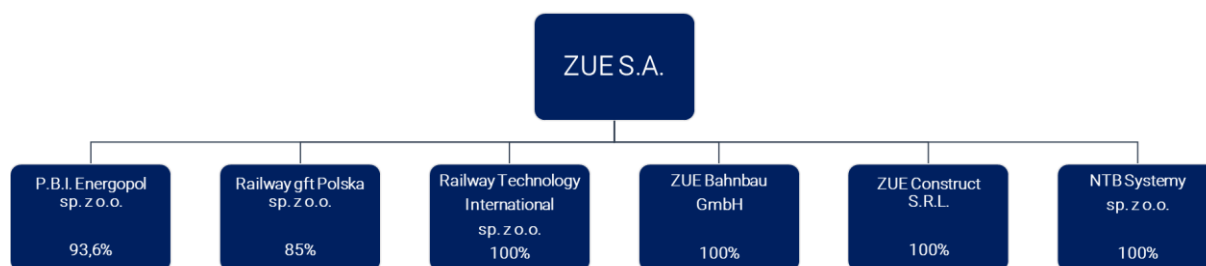 ZUE S.A.
P.B.I. Energopol
sp. z o.o.
93,6%
Railway gft Polska
sp. z o.o.
85%
Railway Technology
International
sp. z o.o.
100%
ZUE Bahnbau
GmbH
100%
ZUE Construct
S.R.L.
100%
NTB Systemy
sp. z o.o.
100%